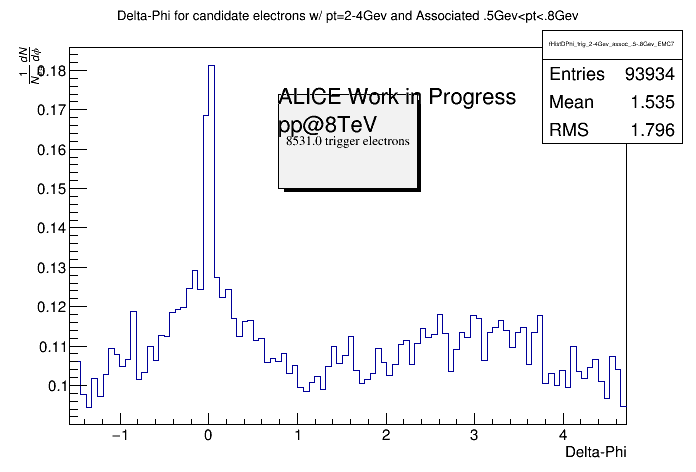 Delta-Phi for candidate electrons w/ pt=2-4Gev and Associated .5Gev<pt<.8Gev
fHistDPhi_trig_2-4Gev_assoc_.5-.8Gev_EMC7
Entries 93934
Mean 1.535
RMS 1.796
ALICE Work in Progress
pp@8TeV
8531.0 trigger electrons
1 dN
N dϕ
0.18
0.17
0.16
0.15
0.14
0.13
0.12
0.11
0.1
−1 0 1 2 3 4
Delta-Phi